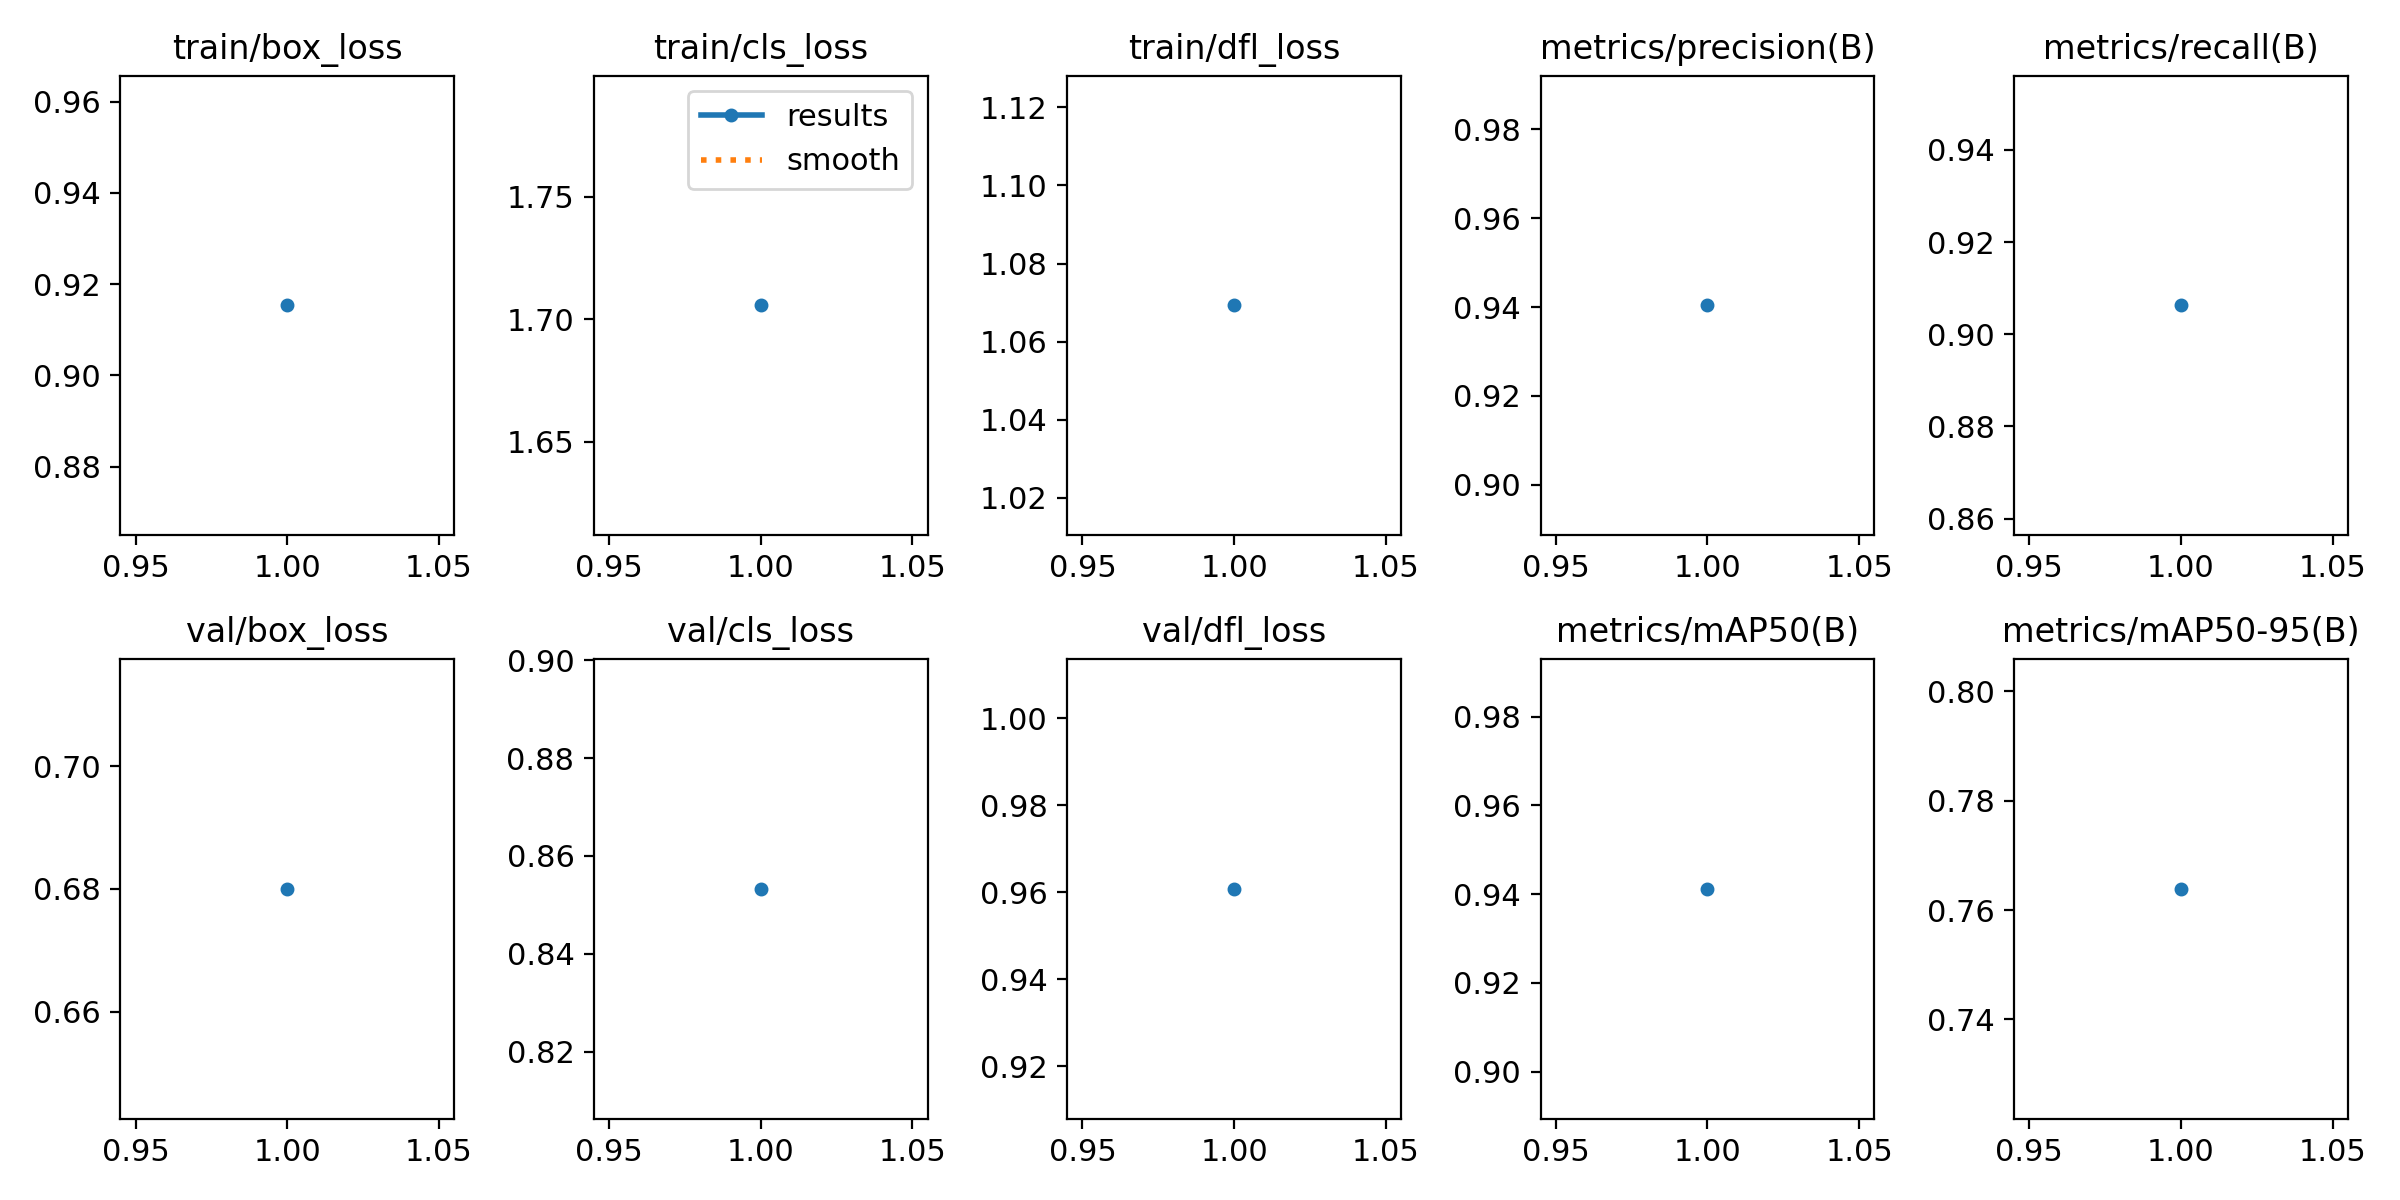 train/box_loss
0.96
0.94
0.92
0.90
0.88
0.95 1.00 1.05
train/cls_loss
results
smooth
1.75
1.70
1.65
0.95 1.00 1.05
train/dfl_loss
1.12
1.10
1.08
1.06
1.04
1.02
0.95 1.00 1.05
metrics/precision(B)
0.98
0.96
0.94
0.92
0.90
0.95 1.00 1.05
metrics/recall(B)
0.94
0.92
0.90
0.88
0.86
0.95 1.00 1.05
val/box_loss
0.70
0.68
0.66
0.95 1.00 1.05
val/cls_loss
0.90
0.88
0.86
0.84
0.82
0.95 1.00 1.05
val/dfl_loss
1.00
0.98
0.96
0.94
0.92
0.95 1.00 1.05
metrics/mAP50(B)
0.98
0.96
0.94
0.92
0.90
0.95 1.00 1.05
metrics/mAP50-95(B)
0.80
0.78
0.76
0.74
0.95 1.00 1.05